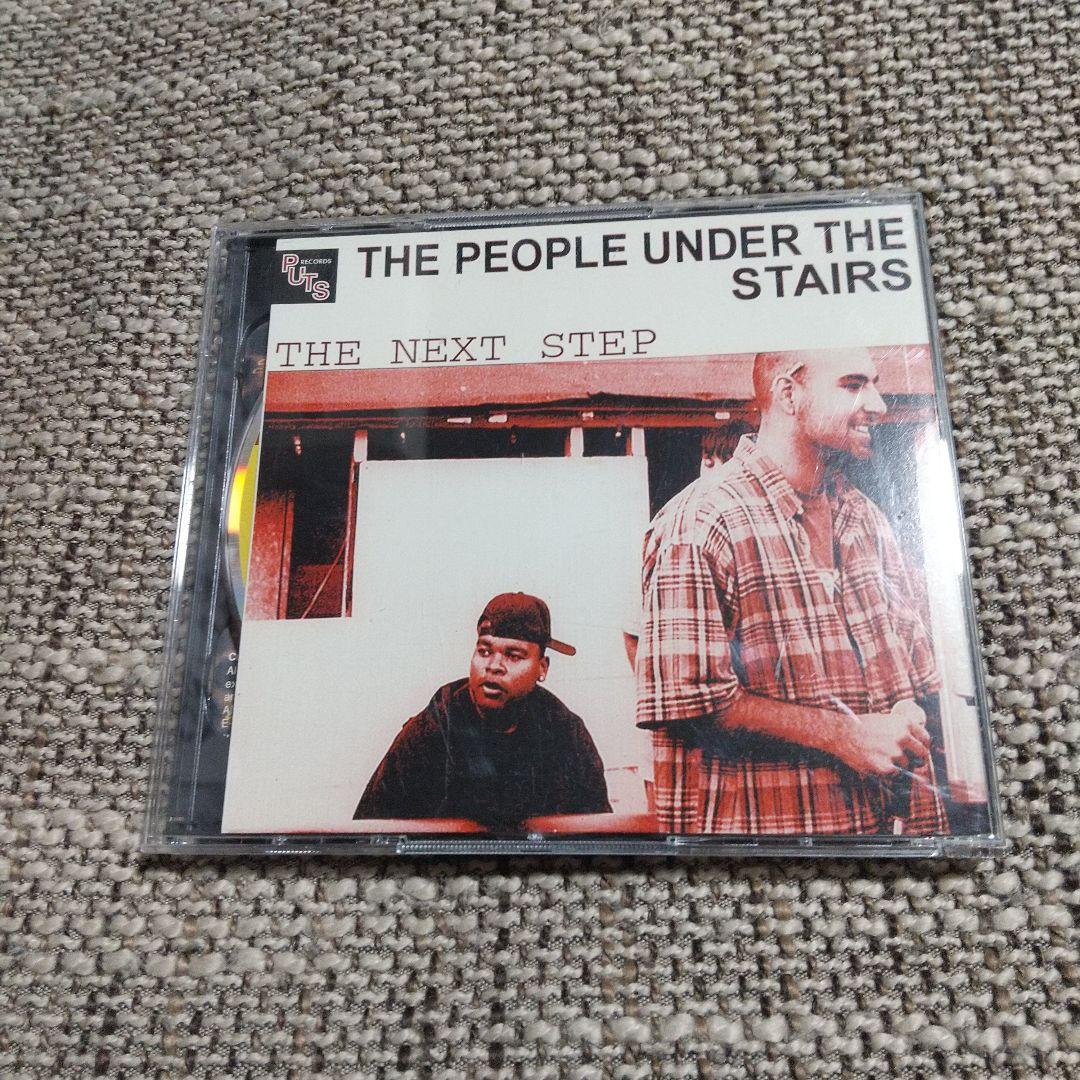 PUTS RECORDS
THE PEOPLE UNDER THE
STAIRS
THE NEXT STEP